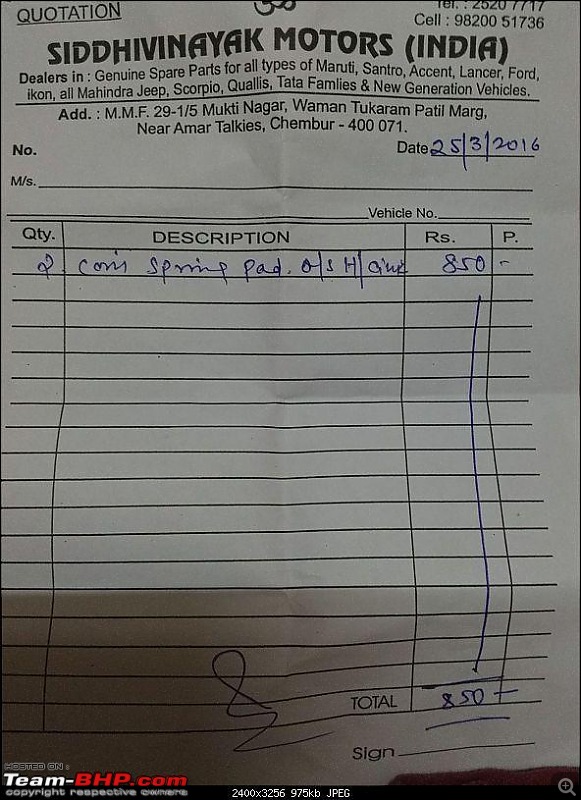 QUOTATION
ॐ
Tel. : 2520 7717
Cell : 98200 51736
SIDDHIVINAYAK MOTORS (INDIA)
Dealers in : Genuine Spare Parts for all types of Maruti, Santro, Accent, Lancer, Ford,
ikon, all Mahindra Jeep, Scorpio, Quallis, Tata Famlies & New Generation Vehicles.
Add. : M.M.F. 29-1/5 Mukti Nagar, Waman Tukaram Patil Marg,
Near Amar Talkies, Chembur - 400 071.
No.
Date 25/3/2016
M/s.
Vehicle No.
Qty. DESCRIPTION Rs. P.
2 Spring Pad. O/S H/ 850 -
TOTAL 850 -
Sign
HOSTED ON :
Team-BHP.com
copyright respective owners
2400x3256 975kb JPEG